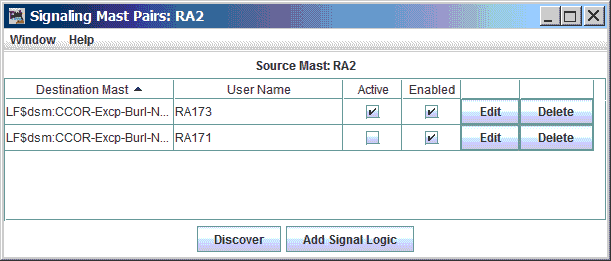 Signaling Mast Pairs: RA2
Window Help
Source Mast: RA2
Destination Mast User Name Active Enabled
LF$dsm:CCOR-Excp-Burl-N... RA173 Edit Delete
LF$dsm:CCOR-Excp-Burl-N... RA171 Edit Delete
Discover Add Signal Logic